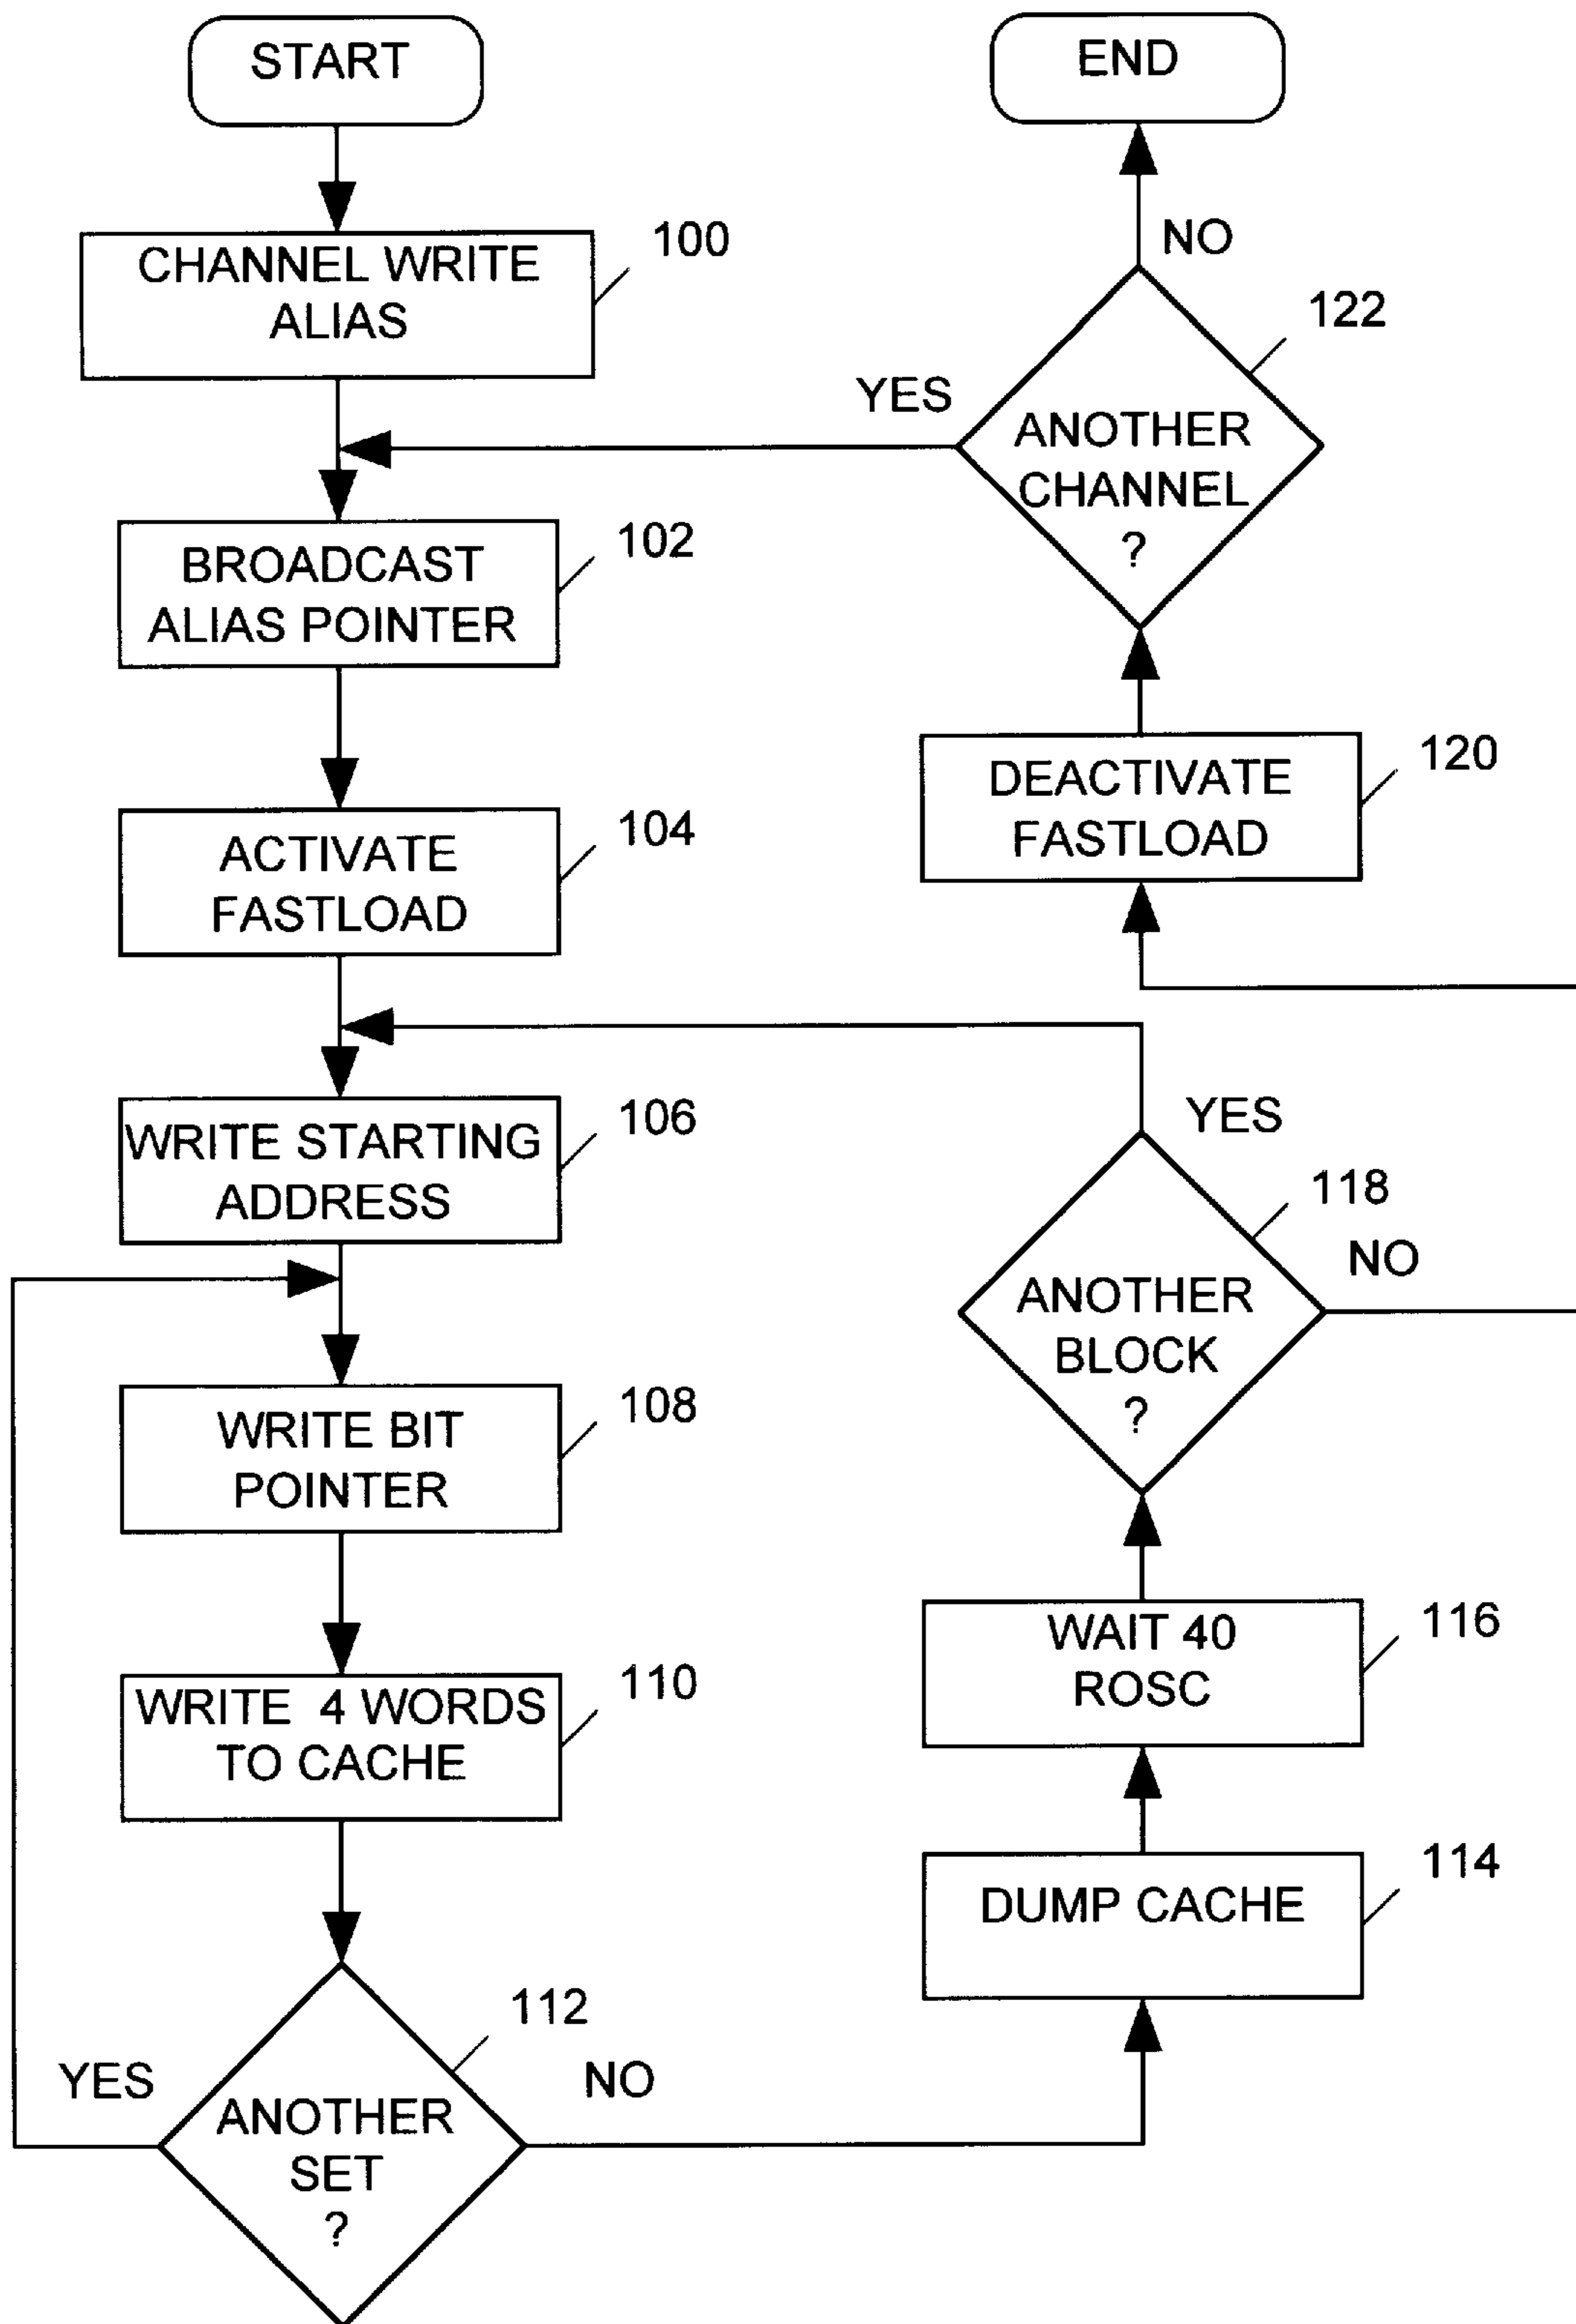 START
CHANNEL WRITE
ALIAS
100
BROADCAST
ALIAS POINTER
102
ACTIVATE
FASTLOAD
104
WRITE STARTING
ADDRESS
106
WRITE BIT
POINTER
108
WRITE 4 WORDS
TO CACHE
110
ANOTHER
SET
?
112
YES
NO
DUMP CACHE
114
WAIT 40
ROSC
116
ANOTHER
BLOCK
?
118
YES
NO
DEACTIVATE
FASTLOAD
120
ANOTHER
CHANNEL
?
122
YES
NO
END